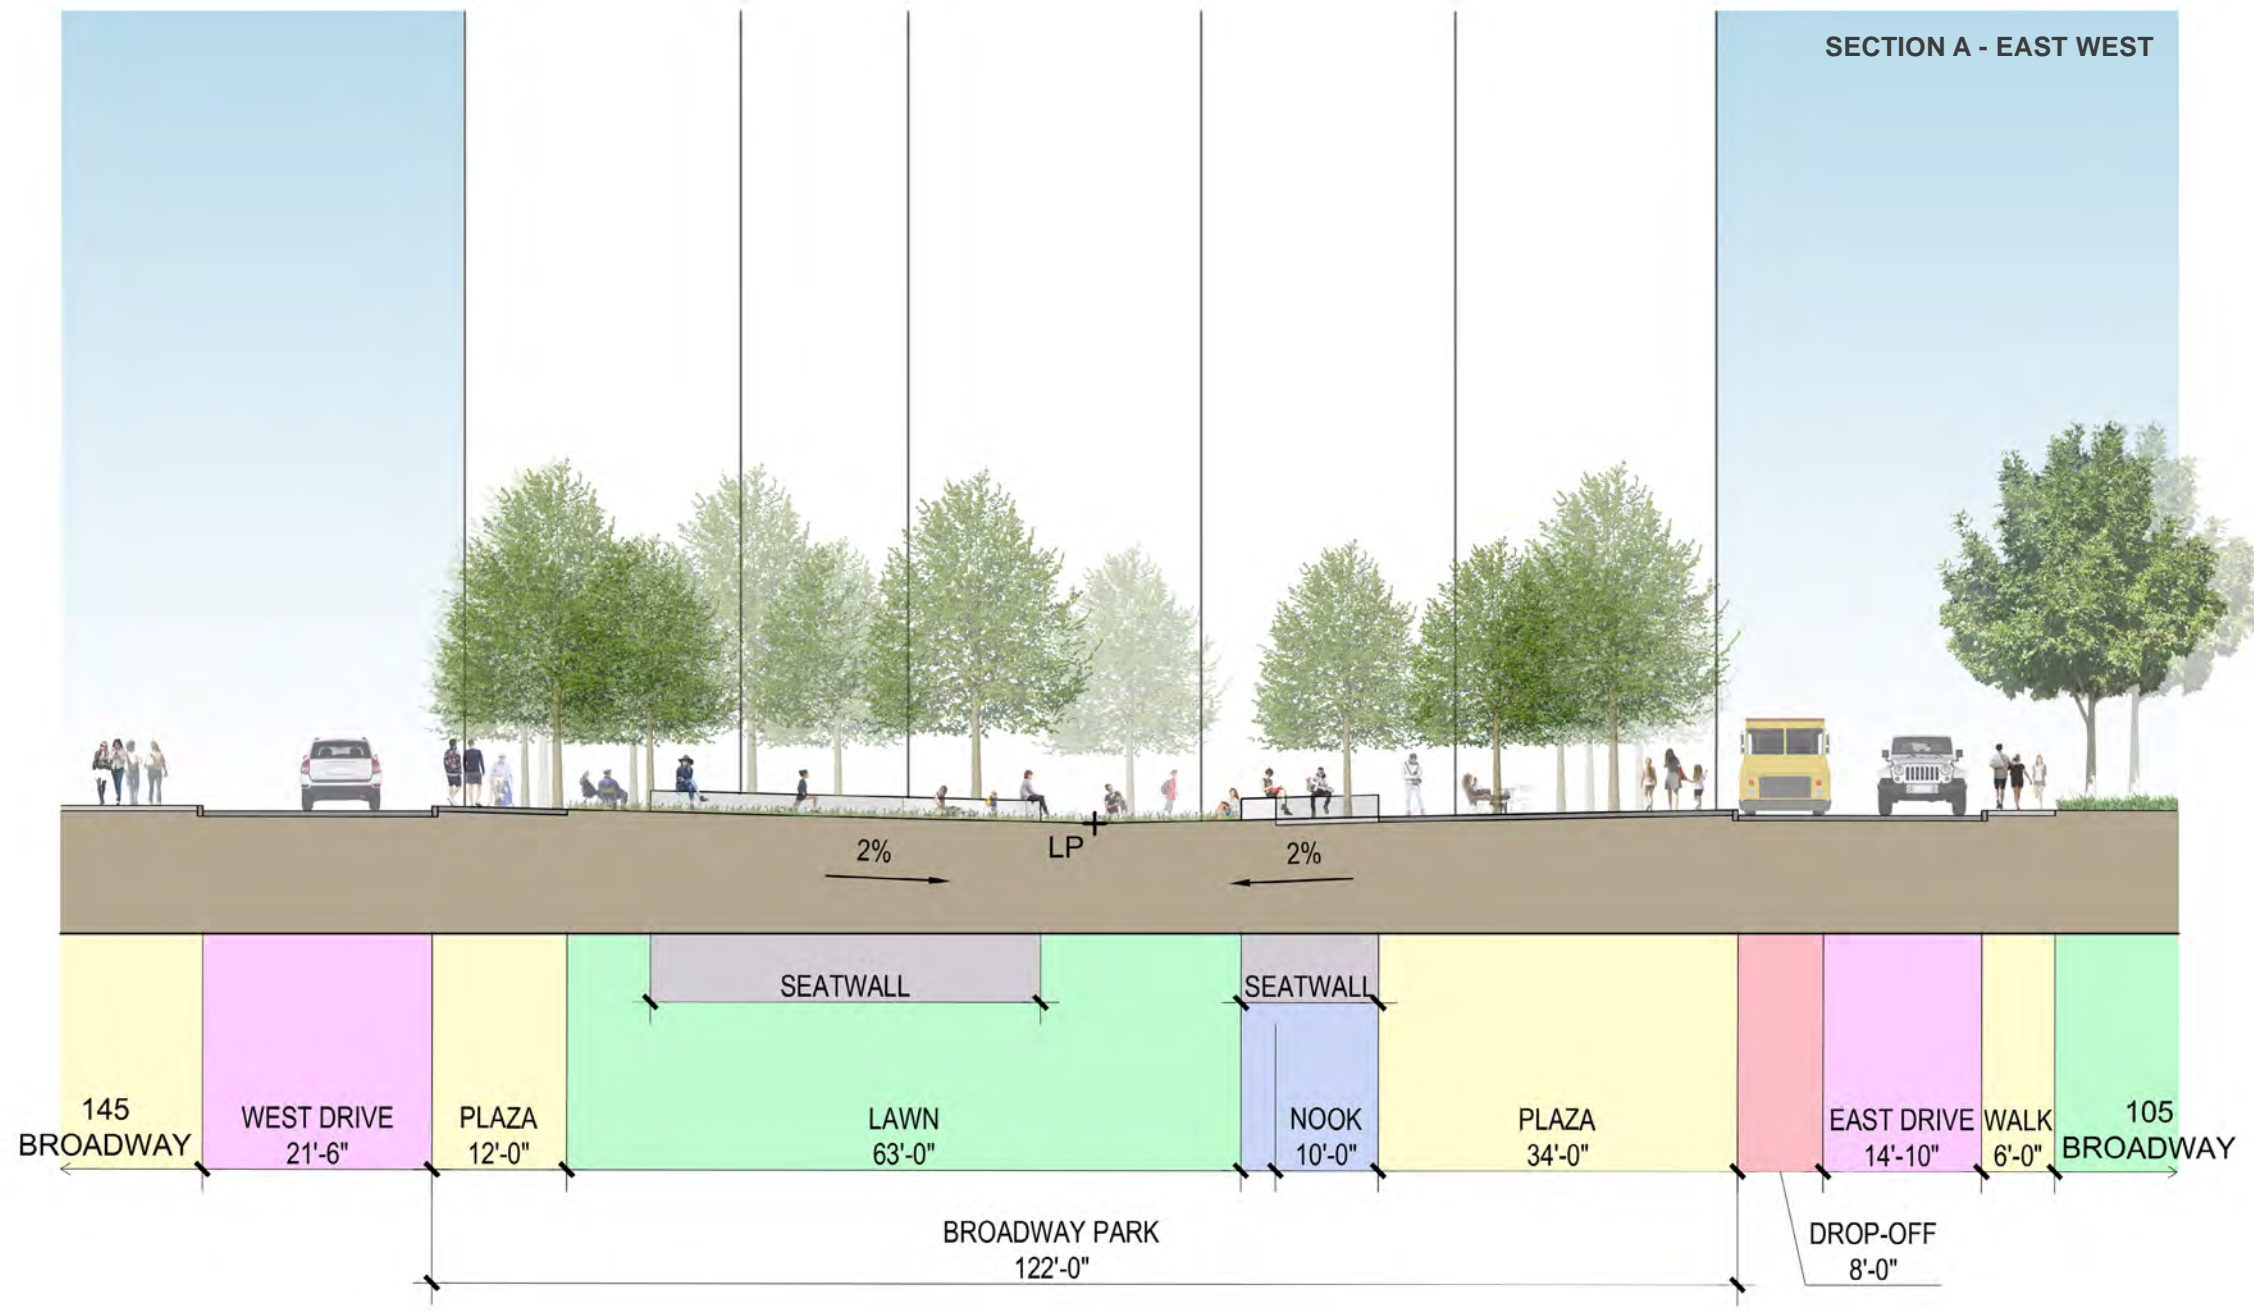 SECTION A - EAST WEST
2%
LP
2%
SEATWALL
SEATWALL
145
BROADWAY
WEST DRIVE
21'-6"
PLAZA
12'-0"
LAWN
63'-0"
NOOK
10'-0"
PLAZA
34'-0"
EAST DRIVE
14'-10"
WALK
6'-0"
105
BROADWAY
BROADWAY PARK
122'-0"
DROP-OFF
8'-0"